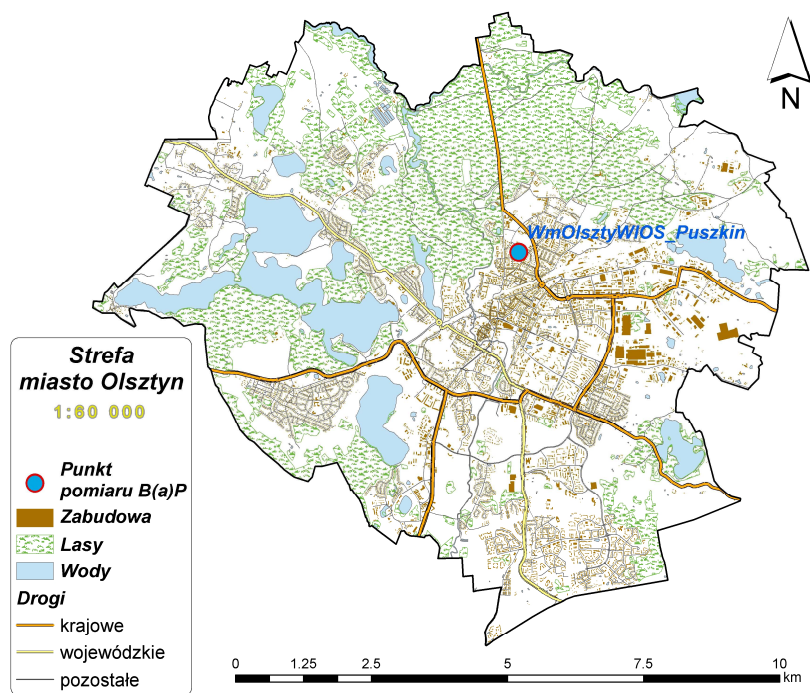 N
WmOlsztyWIOS_Puszkin
Strefa
miasto Olsztyn
1:60 000
Punkt
pomiaru B(a)P
Zabudowa
Lasy
Wody
Drogi
krajowe
wojewódzkie
pozostałe
0 1.25 2.5 5 7.5 10
km